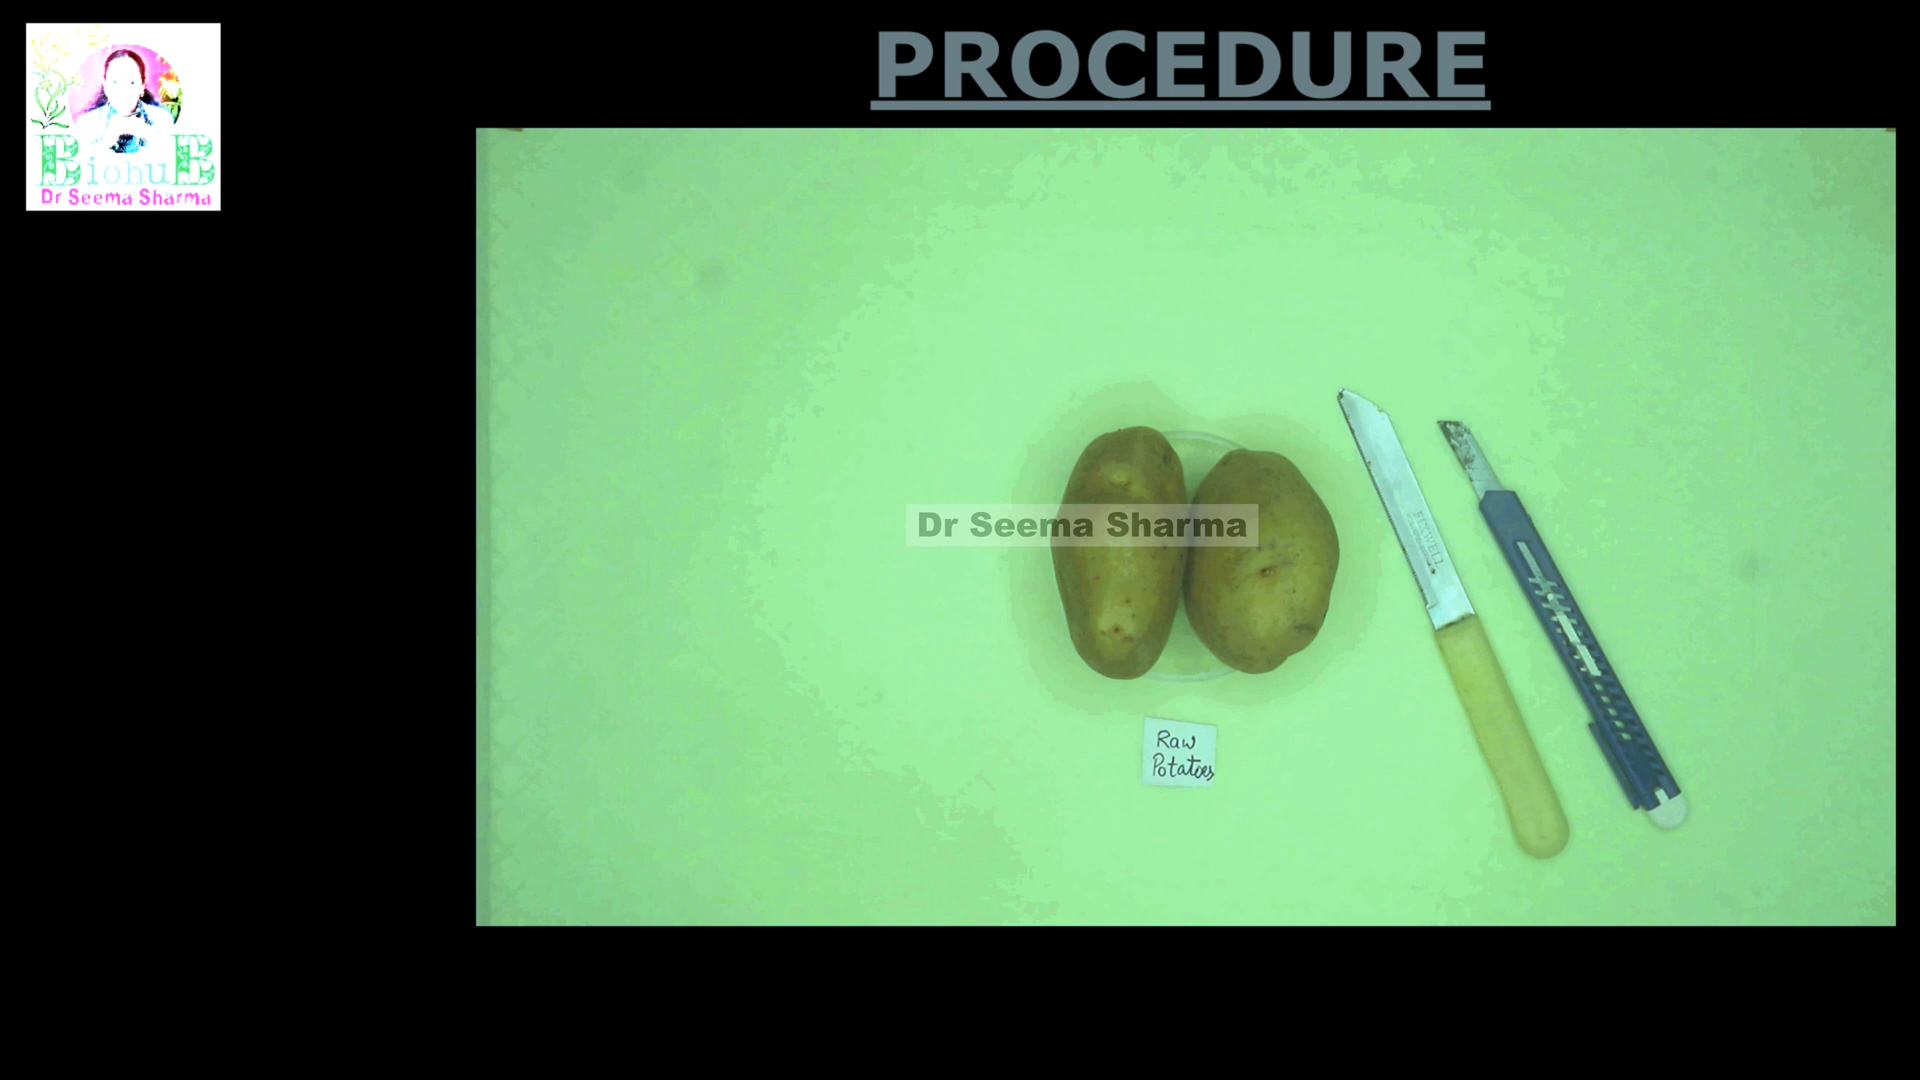 PROCEDURE
BiohuB
Dr Seema Sharma
Dr Seema Sharma
Raw
Potatoes